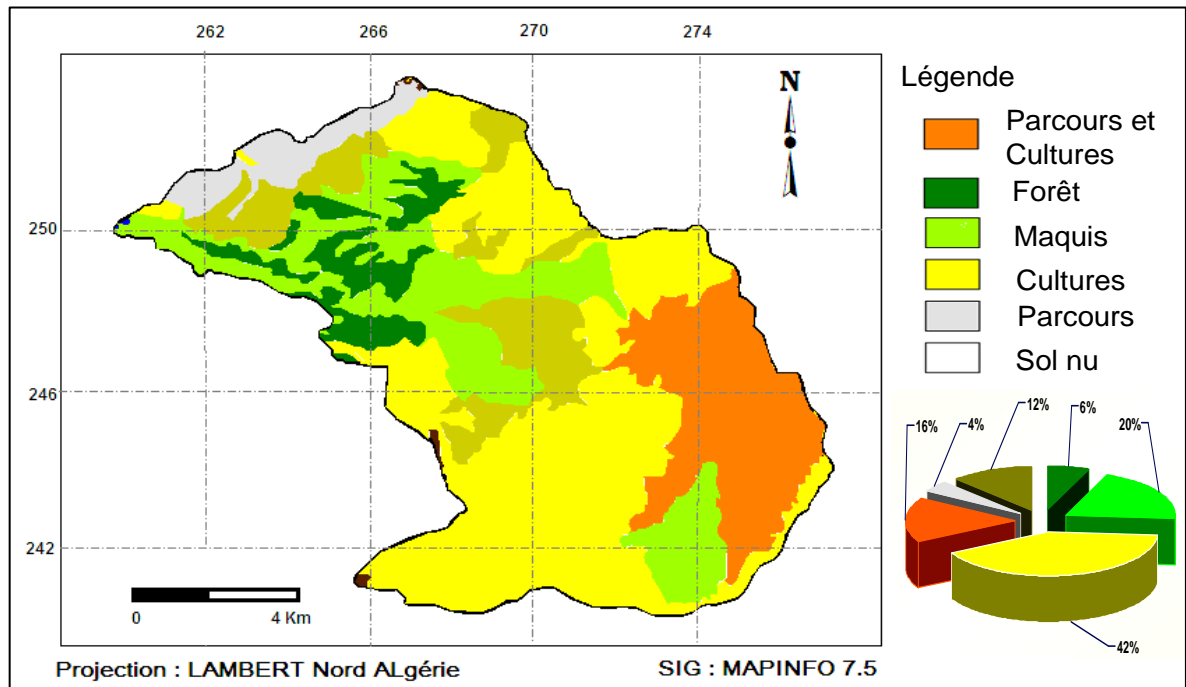 262 266 270 274
N
250
246
242
0 4 Km
Projection : LAMBERT Nord ALgérie SIG : MAPINFO 7.5
Légende
Parcours et
Cultures
Forêt
Maquis
Cultures
Parcours
Sol nu
16% 4% 12% 6% 20%
42%